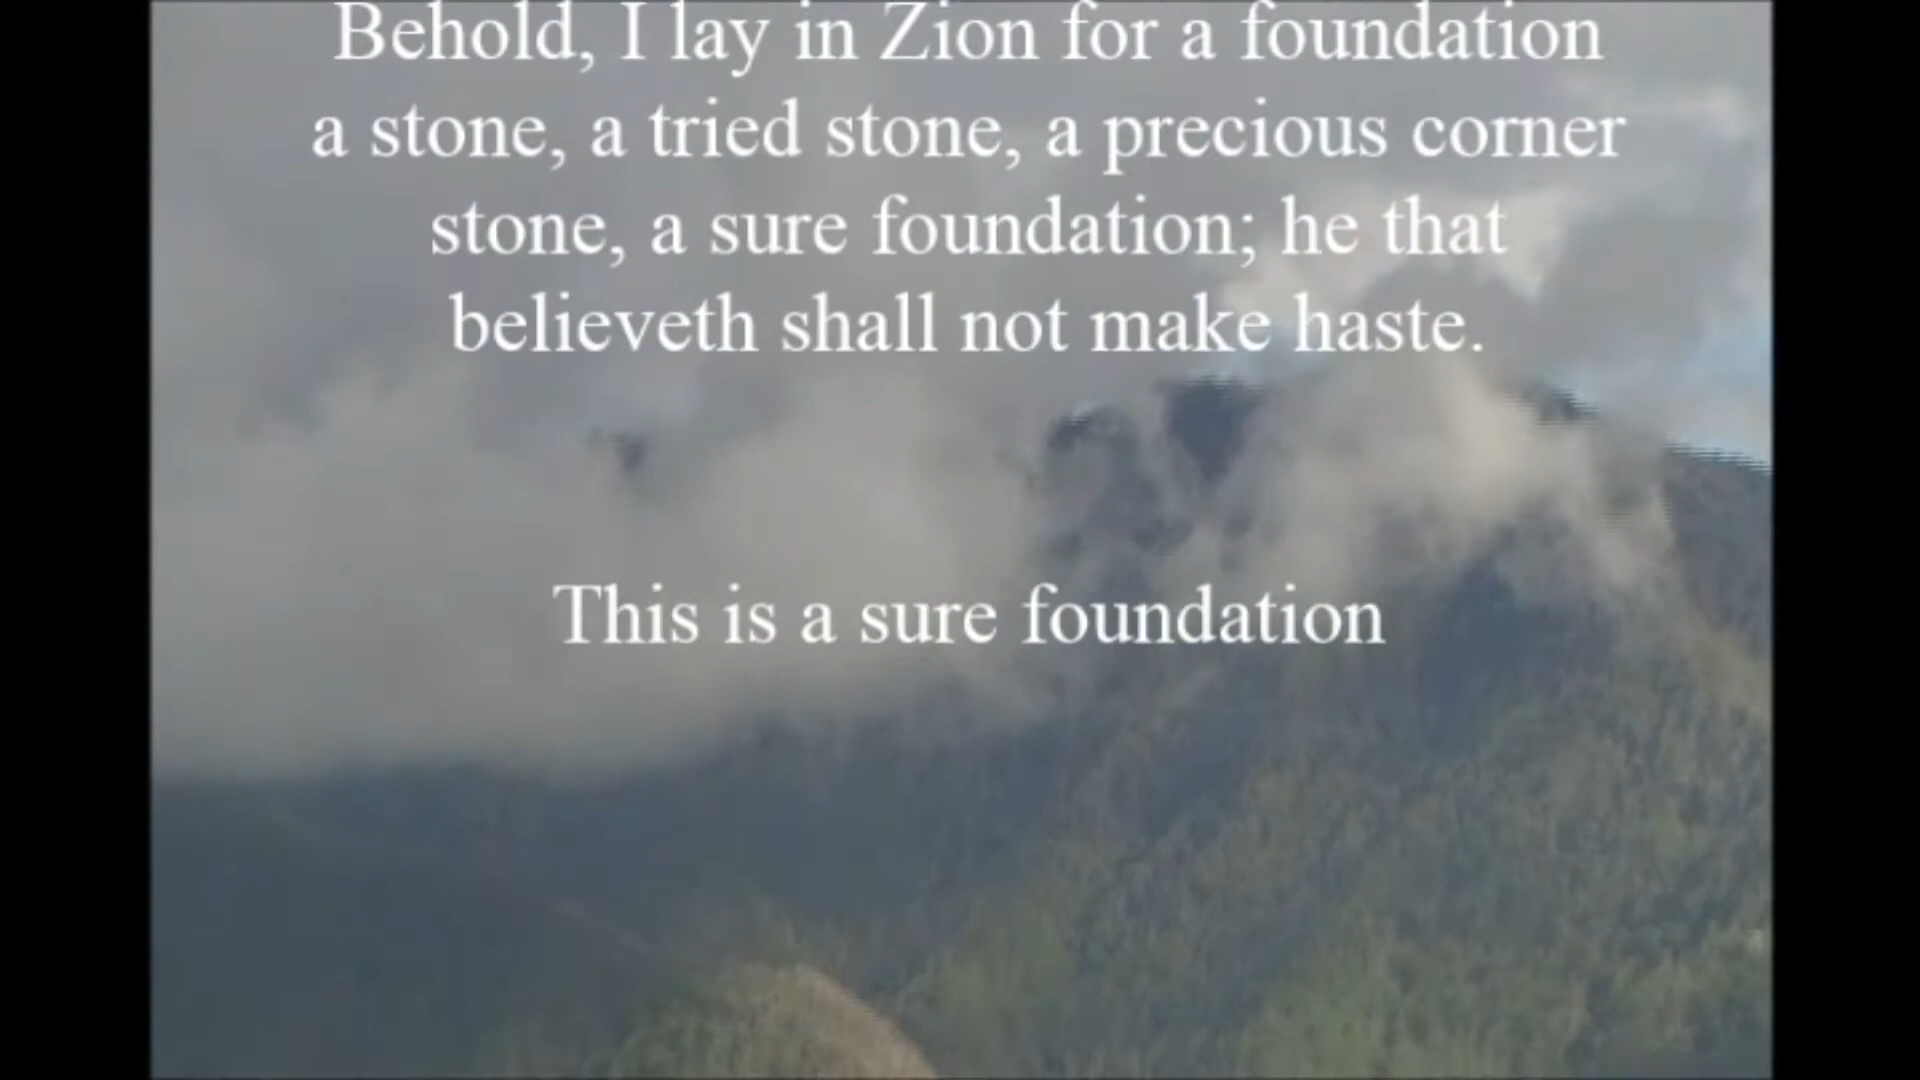 Behold, I lay in Zion for a foundation
a stone, a tried stone, a precious corner
stone, a sure foundation; he that
believeth shall not make haste.
This is a sure foundation